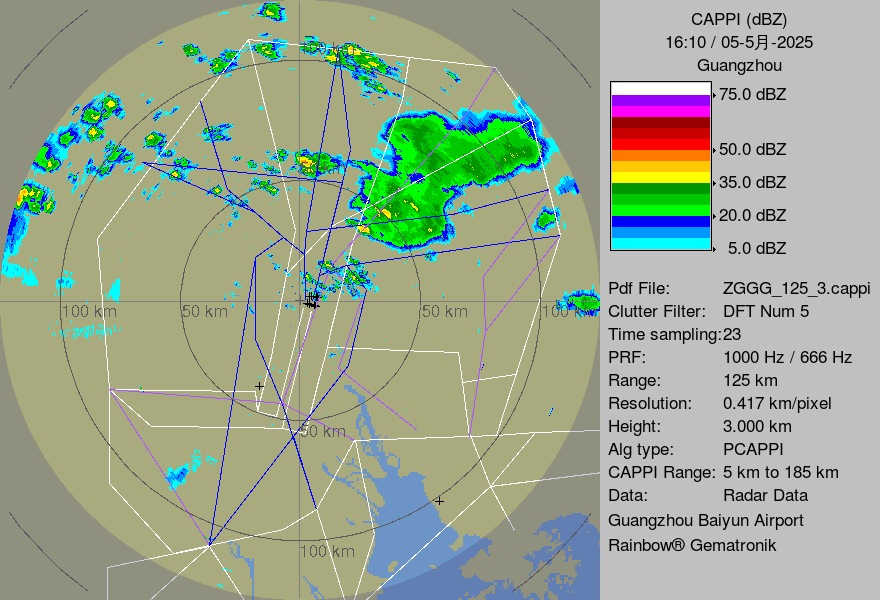 CAPPI (dBZ)
16:10 / 05-5月-2025
Guangzhou
75.0 dBZ
50.0 dBZ
35.0 dBZ
20.0 dBZ
5.0 dBZ
Pdf File: ZGGG_125_3.cappi
Clutter Filter: DFT Num 5
Time sampling:23
PRF: 1000 Hz / 666 Hz
Range: 125 km
Resolution: 0.417 km/pixel
Height: 3.000 km
Alg type: PCAPPI
CAPPI Range: 5 km to 185 km
Data: Radar Data
Guangzhou Baiyun Airport
Rainbow® Gematronik
100 km
50 km
50 km
100
50 km
100 km